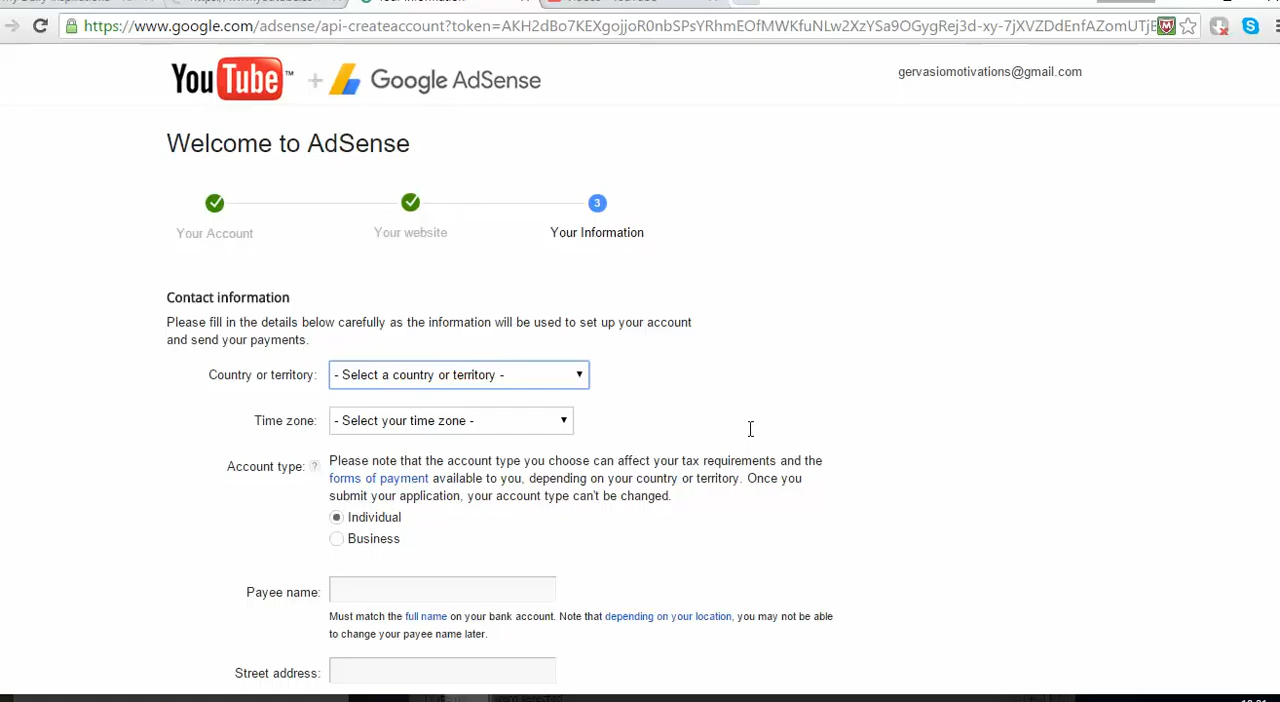 https://www.google.com/adsense/api-createaccount?token=
YouTube™ + Google AdSense
gervasiomotivations@gmail.com
Welcome to AdSense
3
Your Account
Your website
Your Information
Contact information
Please fill in the details below carefully as the information will be used to set up your account
and send your payments.
Country or territory:
- Select a country or territory -
Time zone:
- Select your time zone -
Account type: ?
Please note that the account type you choose can affect your tax requirements and the
forms of payment available to you, depending on your country or territory. Once you
submit your application, your account type can't be changed.
Individual
Business
Payee name:
Must match the full name on your bank account. Note that depending on your location, you may not be able
to change your payee name later.
Street address: